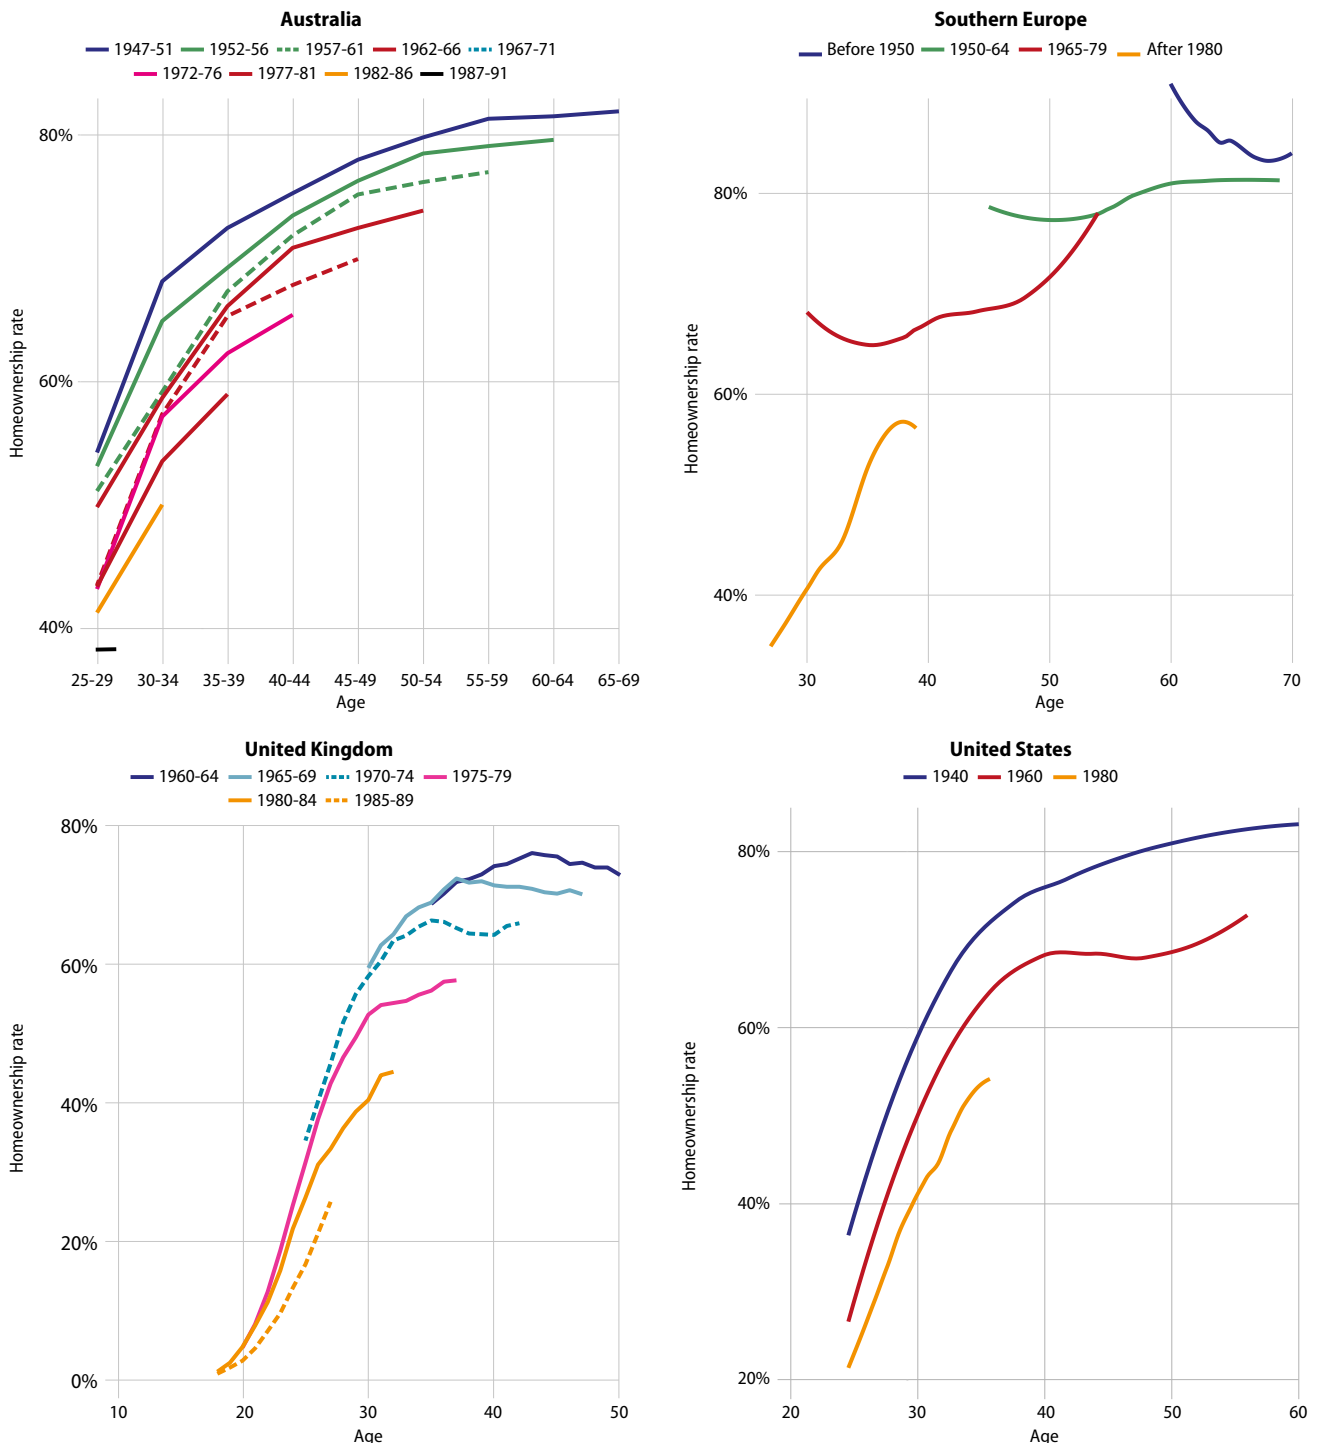 Australia
1947-51 1952-56 1957-61 1962-66 1967-71
1972-76 1977-81 1982-86 1987-91
80%
60%
40%
Homeownership rate
25-29 30-34 35-39 40-44 45-49 50-54 55-59 60-64 65-69
Age
Southern Europe
Before 1950 1950-64 1965-79 After 1980
80%
60%
40%
Homeownership rate
30 40 50 60 70
Age
United Kingdom
1960-64 1965-69 1970-74 1975-79
1980-84 1985-89
80%
60%
40%
20%
0%
Homeownership rate
10 20 30 40 50
Age
United States
1940 1960 1980
80%
60%
40%
20%
Homeownership rate
20 30 40 50 60
Age